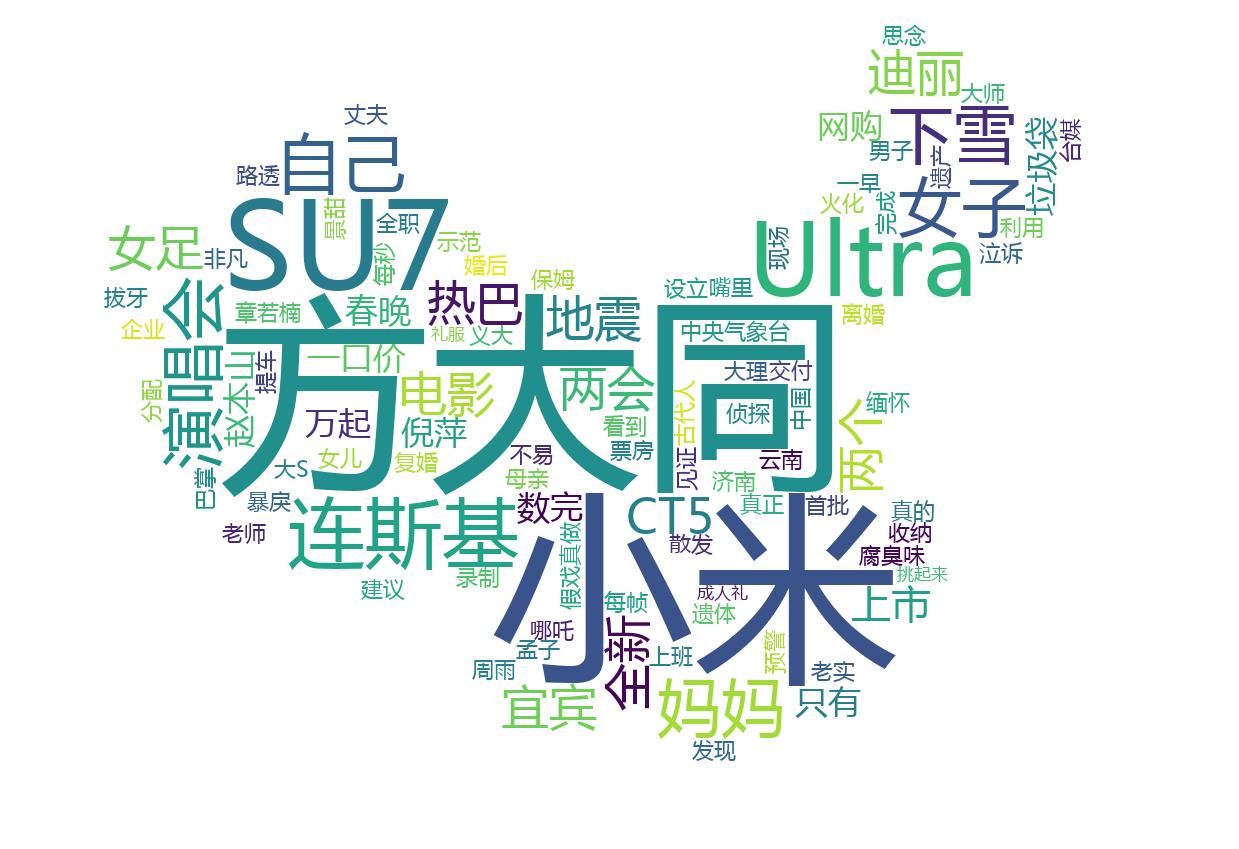 思念
迪丽
大师
丈夫
网购
下雪
垃圾袋
台媒
自己
男子
遗产
路透
一早
女子
SU7
景甜
全职
火化
完成
利用
女足
非凡
每秒
示范
婚后
Ultra
现场
泣诉
拔牙
演唱会
章若楠
春晚
热巴
保姆
地震
设立
嘴里
离婚
企业
方大同
礼服
义大
中央气象台
赵本山
提车
一口价
电影
两会
大理
交付
分配
万起
倪萍
看到
古代人
侦探
中国
两个
缅怀
巴掌
大S
女儿
复婚
不易
票房
见证
云南
母亲
济南
暴戾
老师
连斯基
数完
小米
CT5
真正
首批
真的
散发
收纳
腐臭味
建议
录制
假戏真做
每帧
成人礼
遗体
挑起来
上市
哪吒
全新
孟子
上班
预警
周雨
老实
宜宾
妈妈
只有
发现